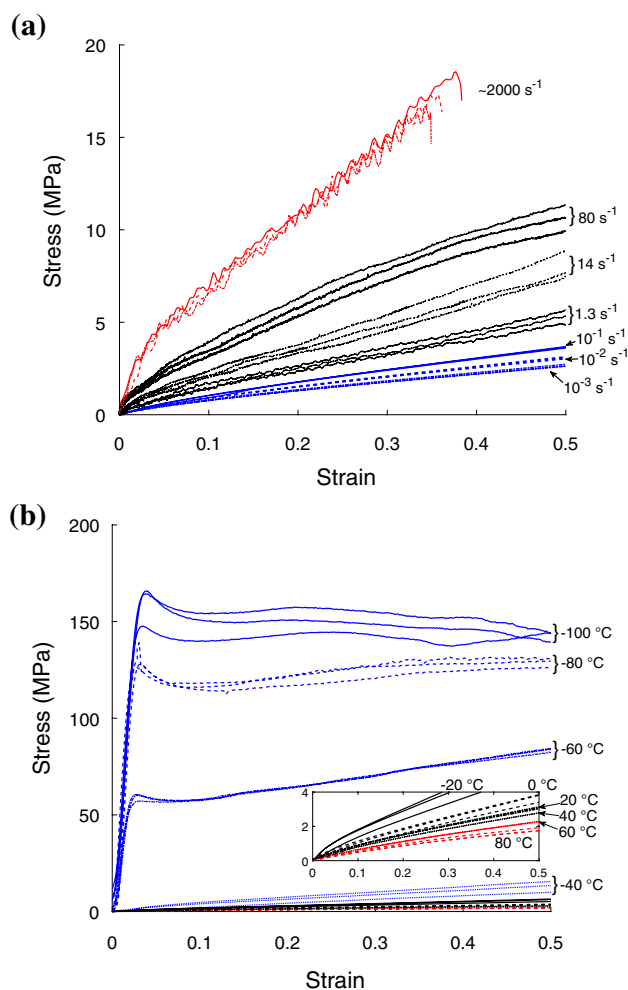 (a)
20
15
10
5
0
Stress (MPa)
~2000 s-1
80 s-1
14 s-1
1.3 s-1
10-1 s-1
10-2 s-1
10-3 s-1
0 0.1 0.2 0.3 0.4 0.5
Strain
(b)
200
150
100
50
0
Stress (MPa)
-100 °C
-80 °C
-60 °C
-20 °C 0 °C
4
2
0
20 °C
40 °C
60 °C
80 °C
0 0.1 0.2 0.3 0.4 0.5
-40 °C
0 0.1 0.2 0.3 0.4 0.5
Strain